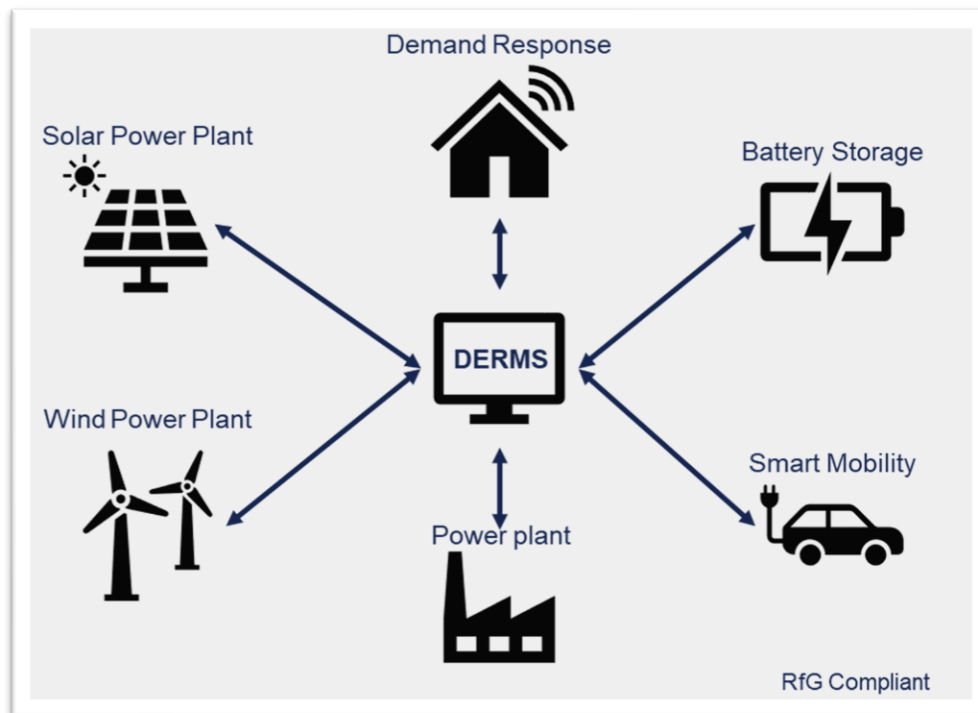 Demand Response
Solar Power Plant
Battery Storage
DERMS
Wind Power Plant
Smart Mobility
Power plant
RfG Compliant